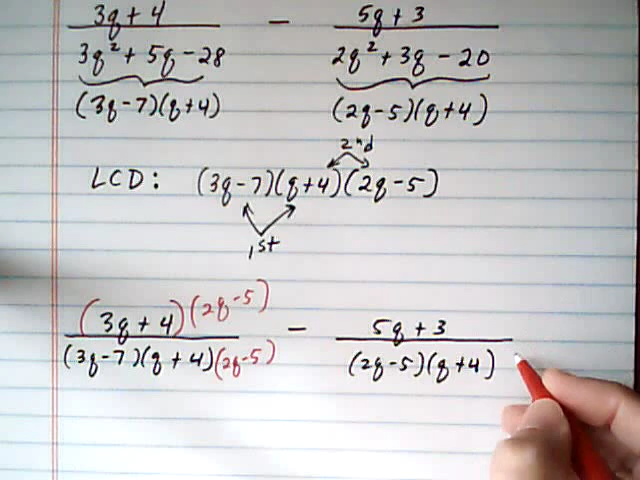 3q + 4 − 5q + 3
3q² + 5q − 28 2q² + 3q − 20
(3q − 7)(q + 4) (2q − 5)(q + 4)
2nd
LCD: (3q − 7)(q + 4)(2q − 5)
1st
(3q + 4)(2q − 5) − 5q + 3
(3q − 7)(q + 4)(2q − 5) (2q − 5)(q + 4)